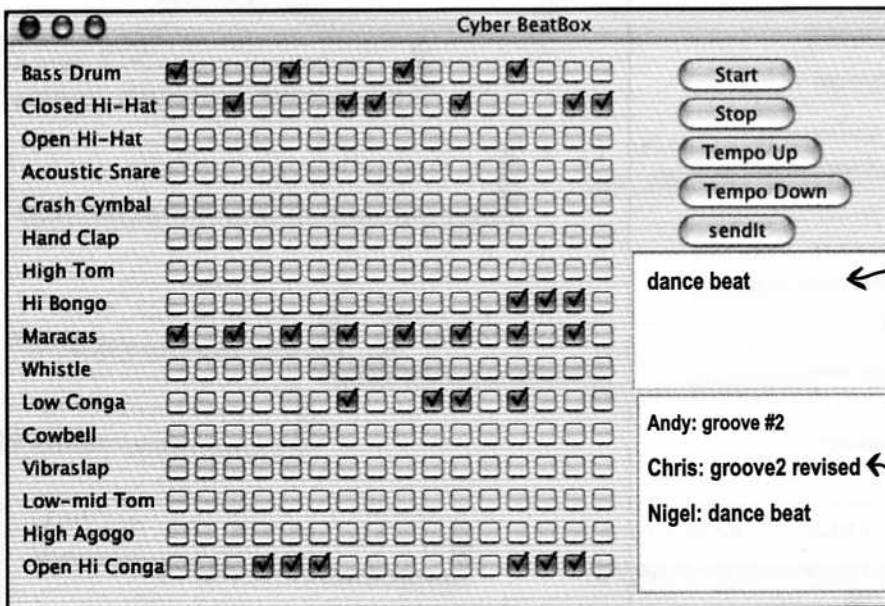 Cyber BeatBox
Bass Drum
Closed Hi-Hat
Open Hi-Hat
Acoustic Snare
Crash Cymbal
Hand Clap
High Tom
Hi Bongo
Maracas
Whistle
Low Conga
Cowbell
Vibraslap
Low-mid Tom
High Agogo
Open Hi Conga
Start
Stop
Tempo Up
Tempo Down
sendIt
dance beat
Andy: groove #2
Chris: groove2 revised
Nigel: dance beat